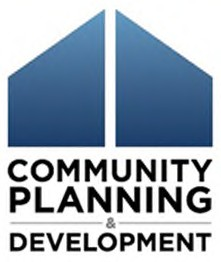 COMMUNITY
PLANNING
&
DEVELOPMENT